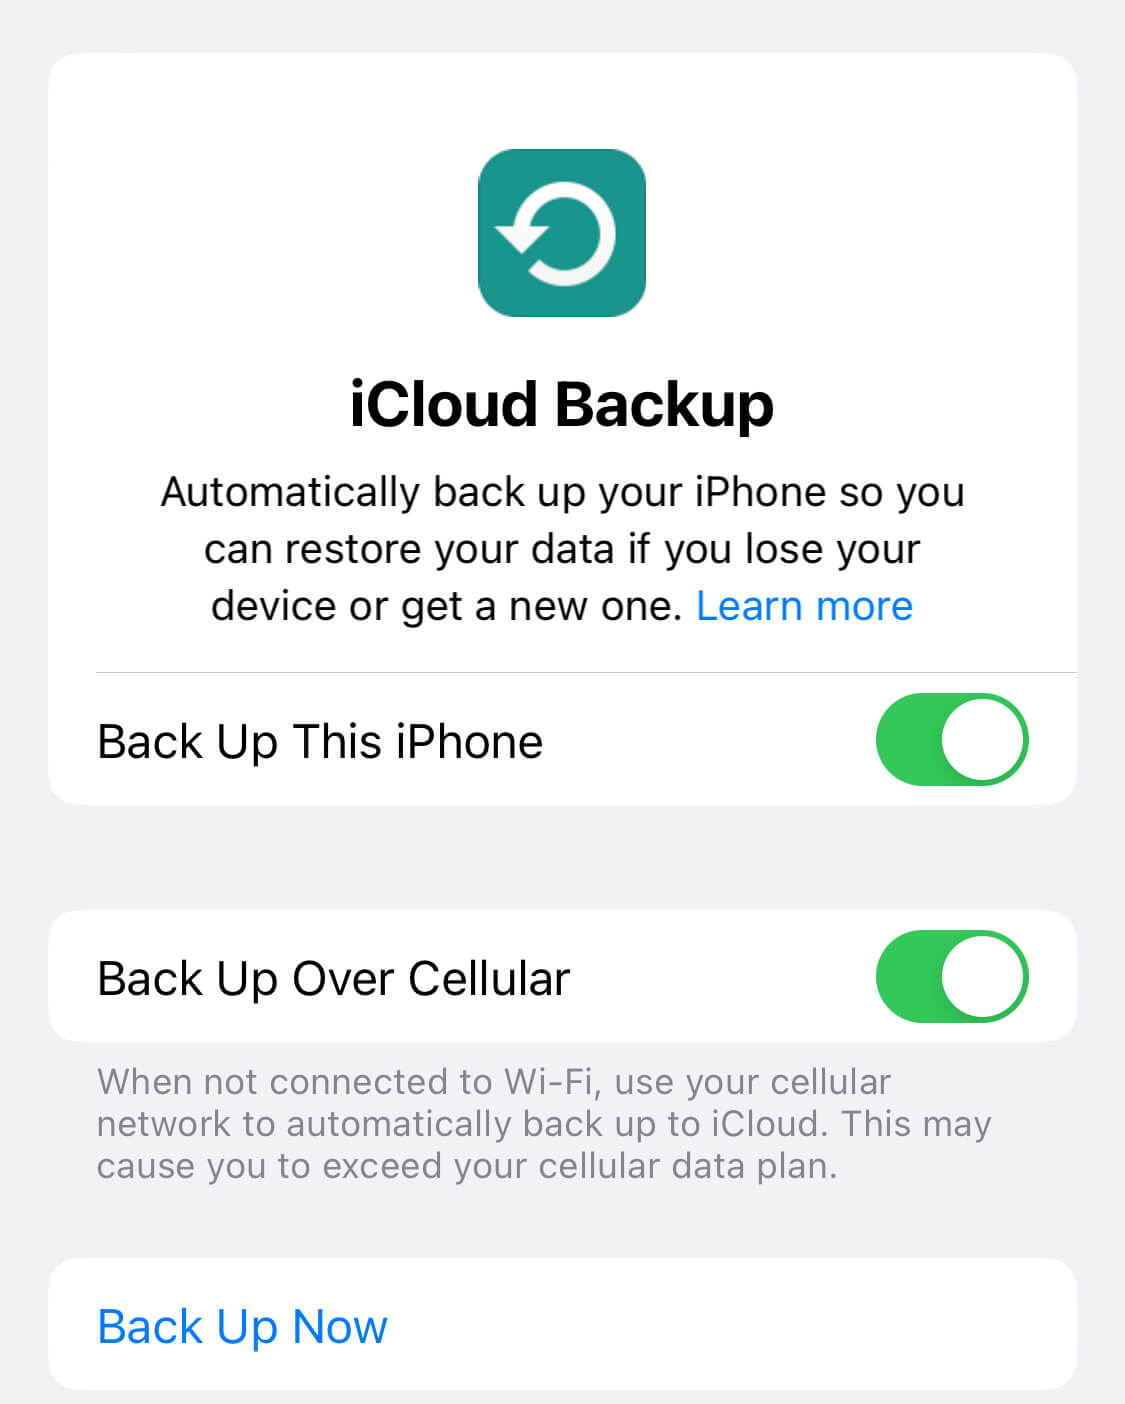 iCloud Backup
Automatically back up your iPhone so you
can restore your data if you lose your
device or get a new one. Learn more
Back Up This iPhone
Back Up Over Cellular
When not connected to Wi-Fi, use your cellular
network to automatically back up to iCloud. This may
cause you to exceed your cellular data plan.
Back Up Now